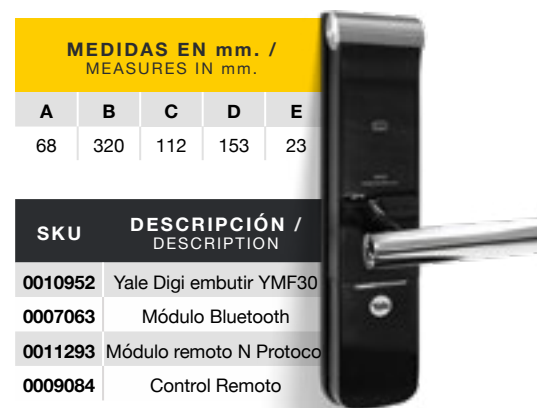 MEDIDAS EN mm. /
MEASURES IN mm.
A B C D E
68 320 112 153 23
SKU DESCRIPCIÓN /
DESCRIPTION
0010952 Yale Digi embutir YMF30
0007063 Módulo Bluetooth
0011293 Módulo remoto N Protoco
0009084 Control Remoto
Yale